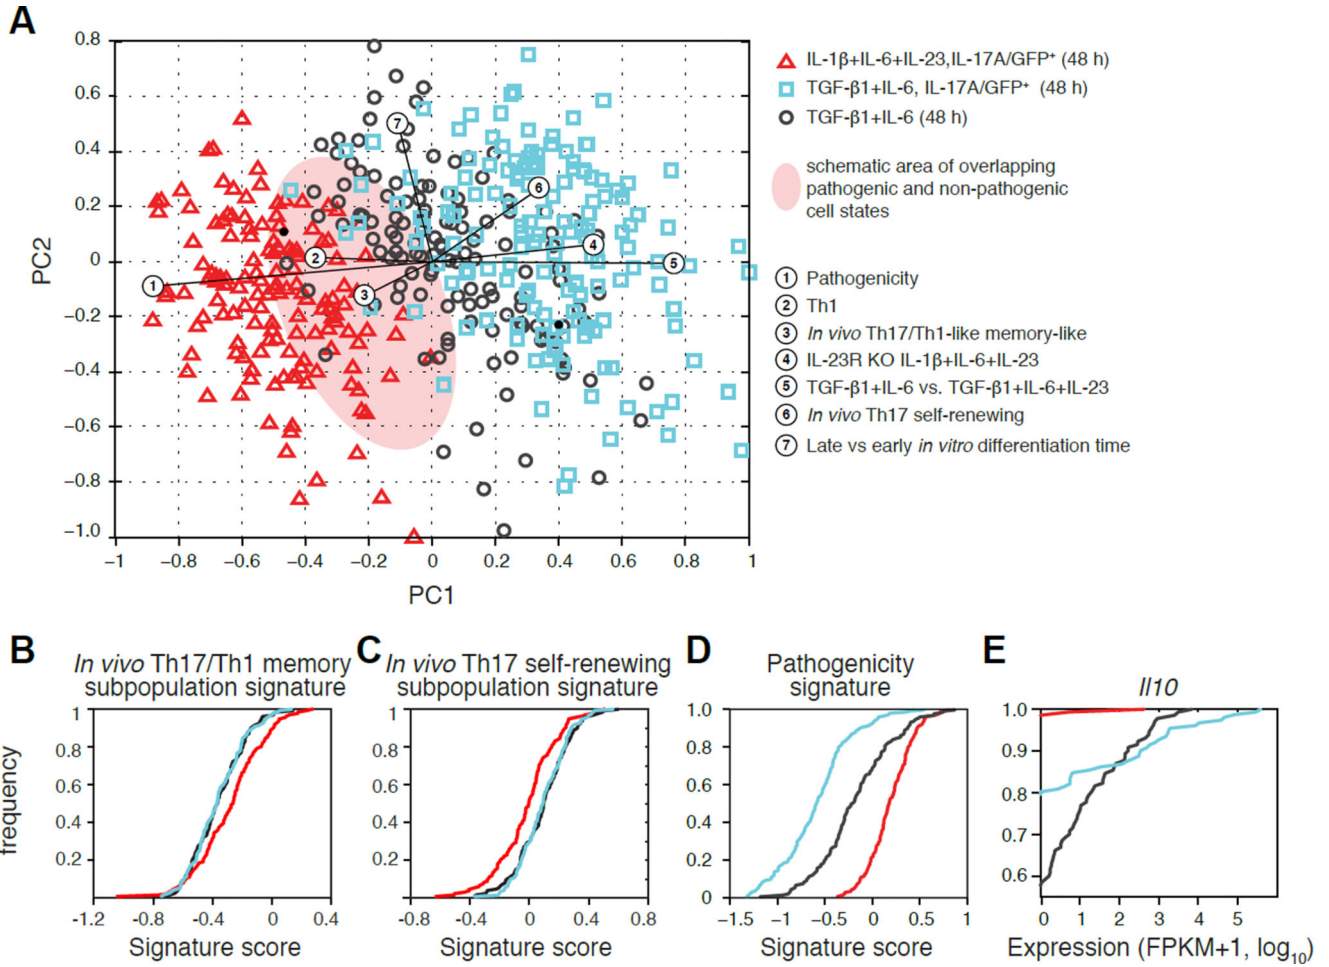 A
0.8
0.6
0.4
0.2
0
−0.2
−0.4
−0.6
−0.8
−1.0
PC2
−1 −0.8 −0.6 −0.4 −0.2 0 0.2 0.4 0.6 0.8 1
PC1
1
2
3
4
5
6
7
IL-1β+IL-6+IL-23,IL-17A/GFP⁺ (48 h)
TGF-β1+IL-6, IL-17A/GFP⁺ (48 h)
TGF-β1+IL-6 (48 h)
schematic area of overlapping
pathogenic and non-pathogenic
cell states
1 Pathogenicity
2 Th1
3 In vivo Th17/Th1-like memory-like
4 IL-23R KO IL-1β+IL-6+IL-23
5 TGF-β1+IL-6 vs. TGF-β1+IL-6+IL-23
6 In vivo Th17 self-renewing
7 Late vs early in vitro differentiation time
B
In vivo Th17/Th1 memory
subpopulation signature
frequency
1
0.8
0.6
0.4
0.2
-1.2 -0.8 -0.4 0 0.4
Signature score
C
In vivo Th17 self-renewing
subpopulation signature
1
0.8
0.6
0.4
0.2
-0.8 -0.4 0 0.4 0.8
Signature score
D
Pathogenicity
signature
1.0
0.8
0.6
0.4
0.2
0
−1.5 −1 −0.5 0 0.5 1
Signature score
E
Il10
1.0
0.9
0.8
0.7
0.6
0 1 2 3 4 5
Expression (FPKM+1, log₁₀)